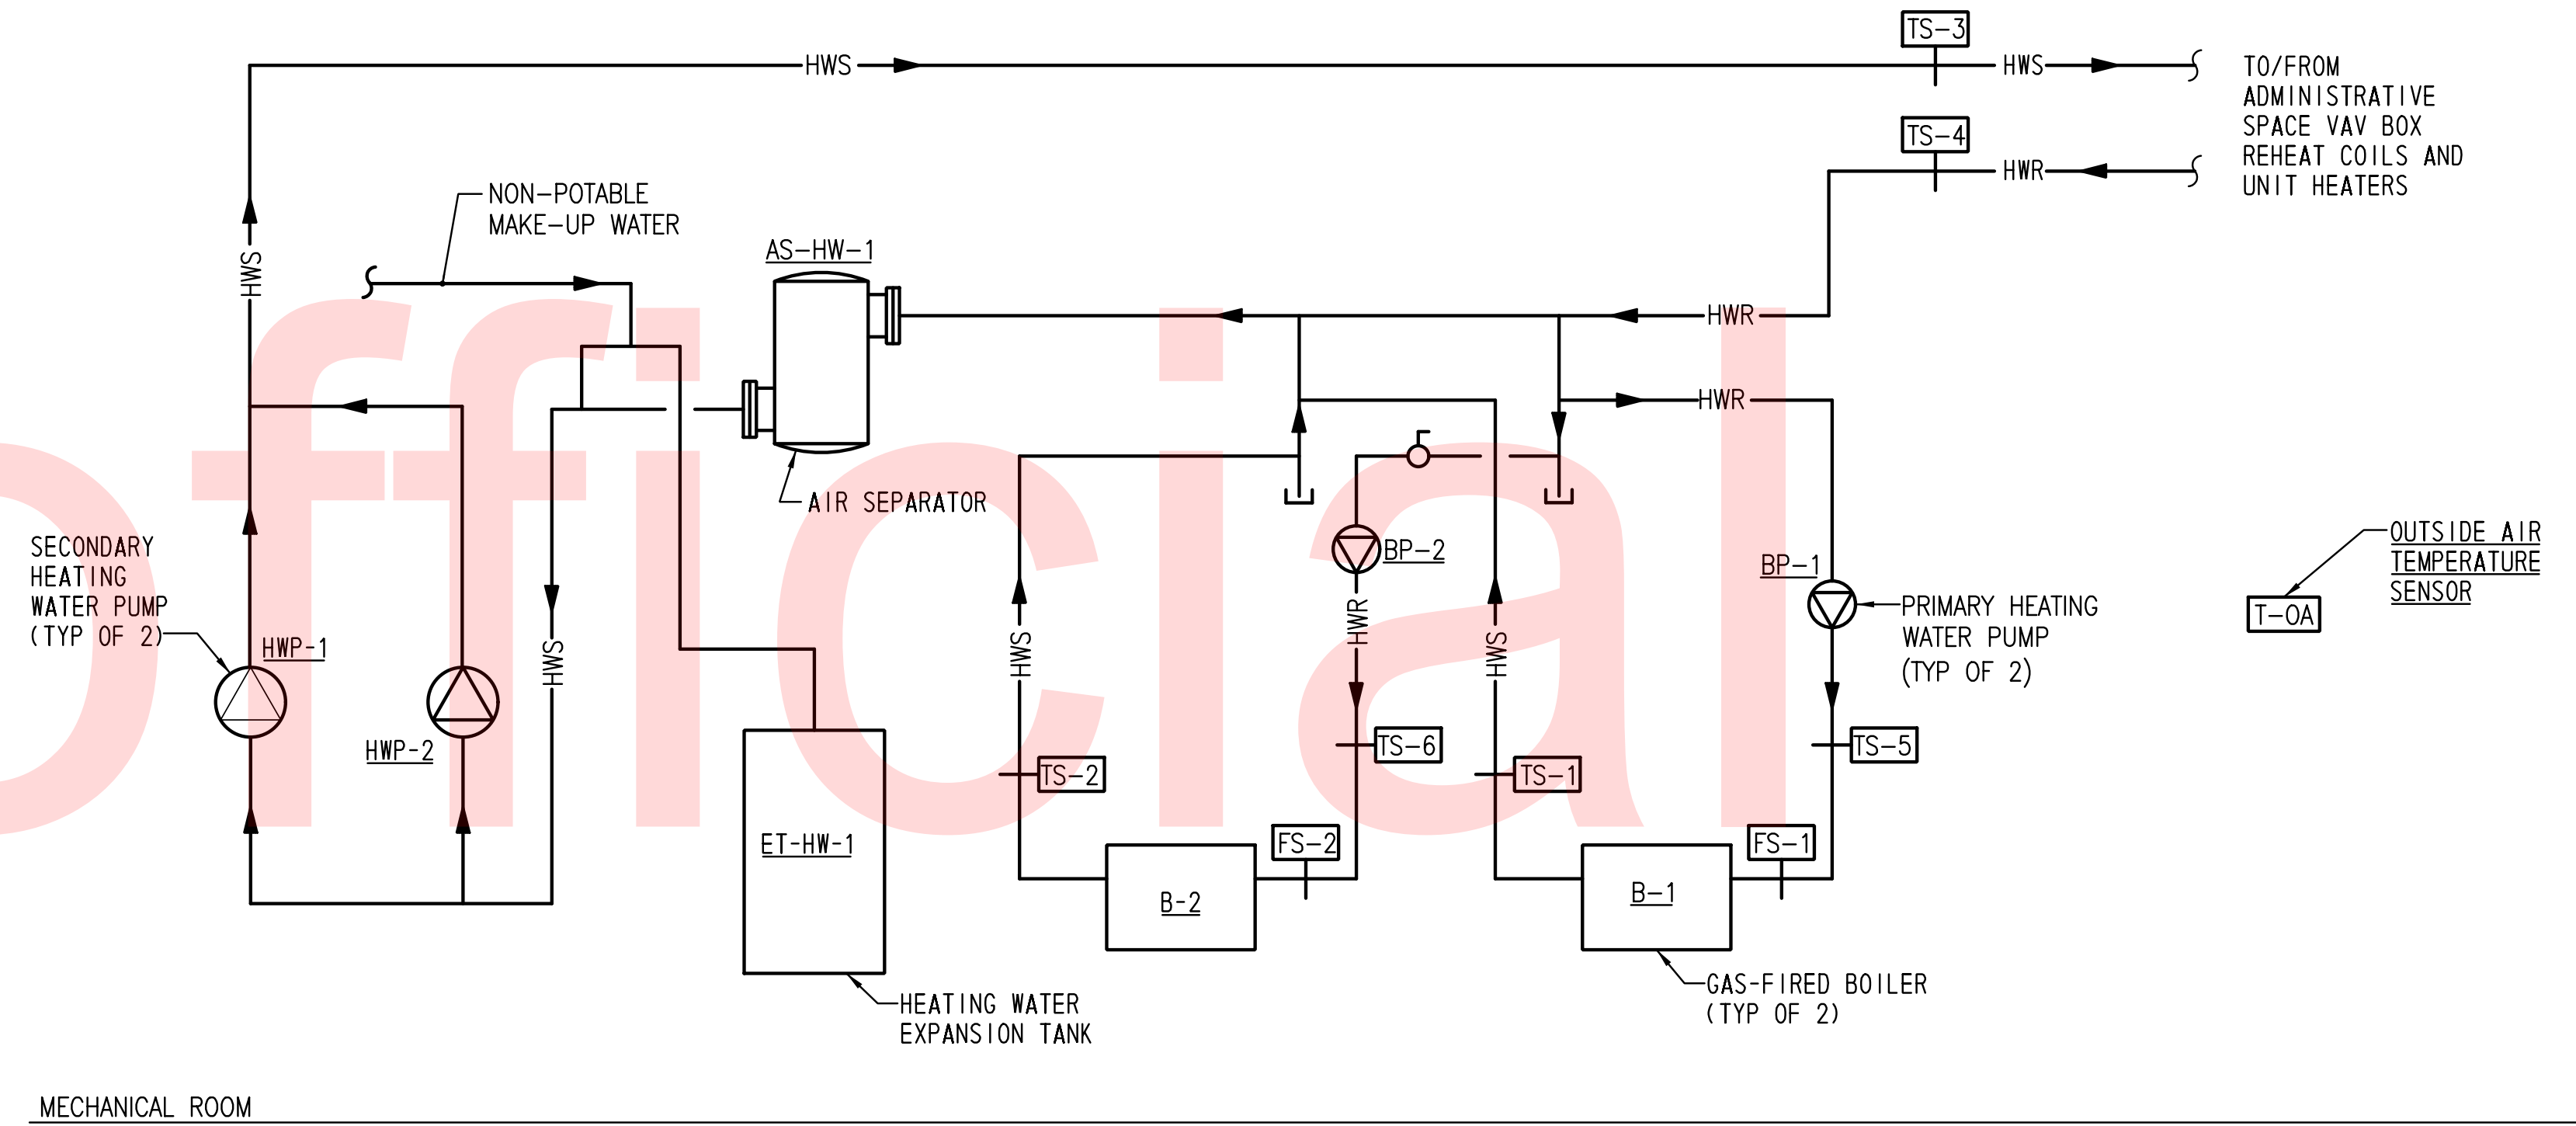 TS-3
HWS
HWS
TO/FROM
ADMINISTRATIVE
SPACE VAV BOX
REHEAT COILS AND
UNIT HEATERS
TS-4
HWR
NON-POTABLE
MAKE-UP WATER
HWS
AS-HW-1
HWR
HWR
AIR SEPARATOR
SECONDARY
HEATING
WATER PUMP
(TYP OF 2)
HWP-1
HWP-2
HWS
BP-2
BP-1
PRIMARY HEATING
WATER PUMP
(TYP OF 2)
OUTSIDE AIR
TEMPERATURE
SENSOR
T-OA
HWS
HWR
HWS
TS-2
TS-6
TS-1
TS-5
ET-HW-1
FS-2
FS-1
B-2
B-1
HEATING WATER
EXPANSION TANK
GAS-FIRED BOILER
(TYP OF 2)
MECHANICAL ROOM
official